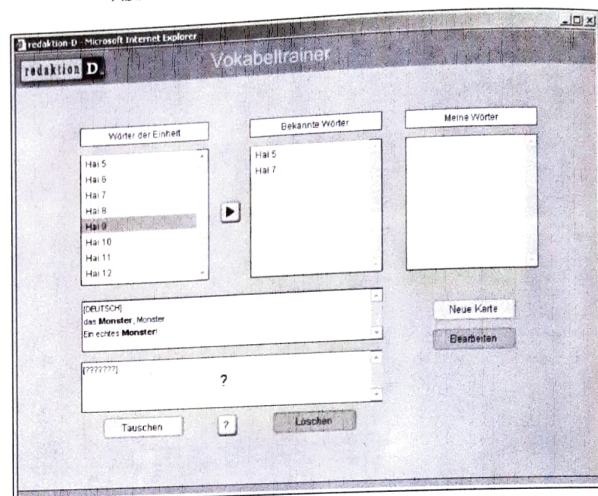 redaktion-D - Microsoft Internet Explorer
redaktion D
Vokabeltrainer
Wörter der Einheit
Hai 5
Hai 6
Hai 7
Hai 8
Hai 9
Hai 10
Hai 11
Hai 12
Bekannte Wörter
Hai 5
Hai 7
Meine Wörter
[DEUTSCH]
das Monster, Monster
Ein echtes Monster!
[???????]
?
Neue Karte
Bearbeiten
Tauschen
?
Löschen